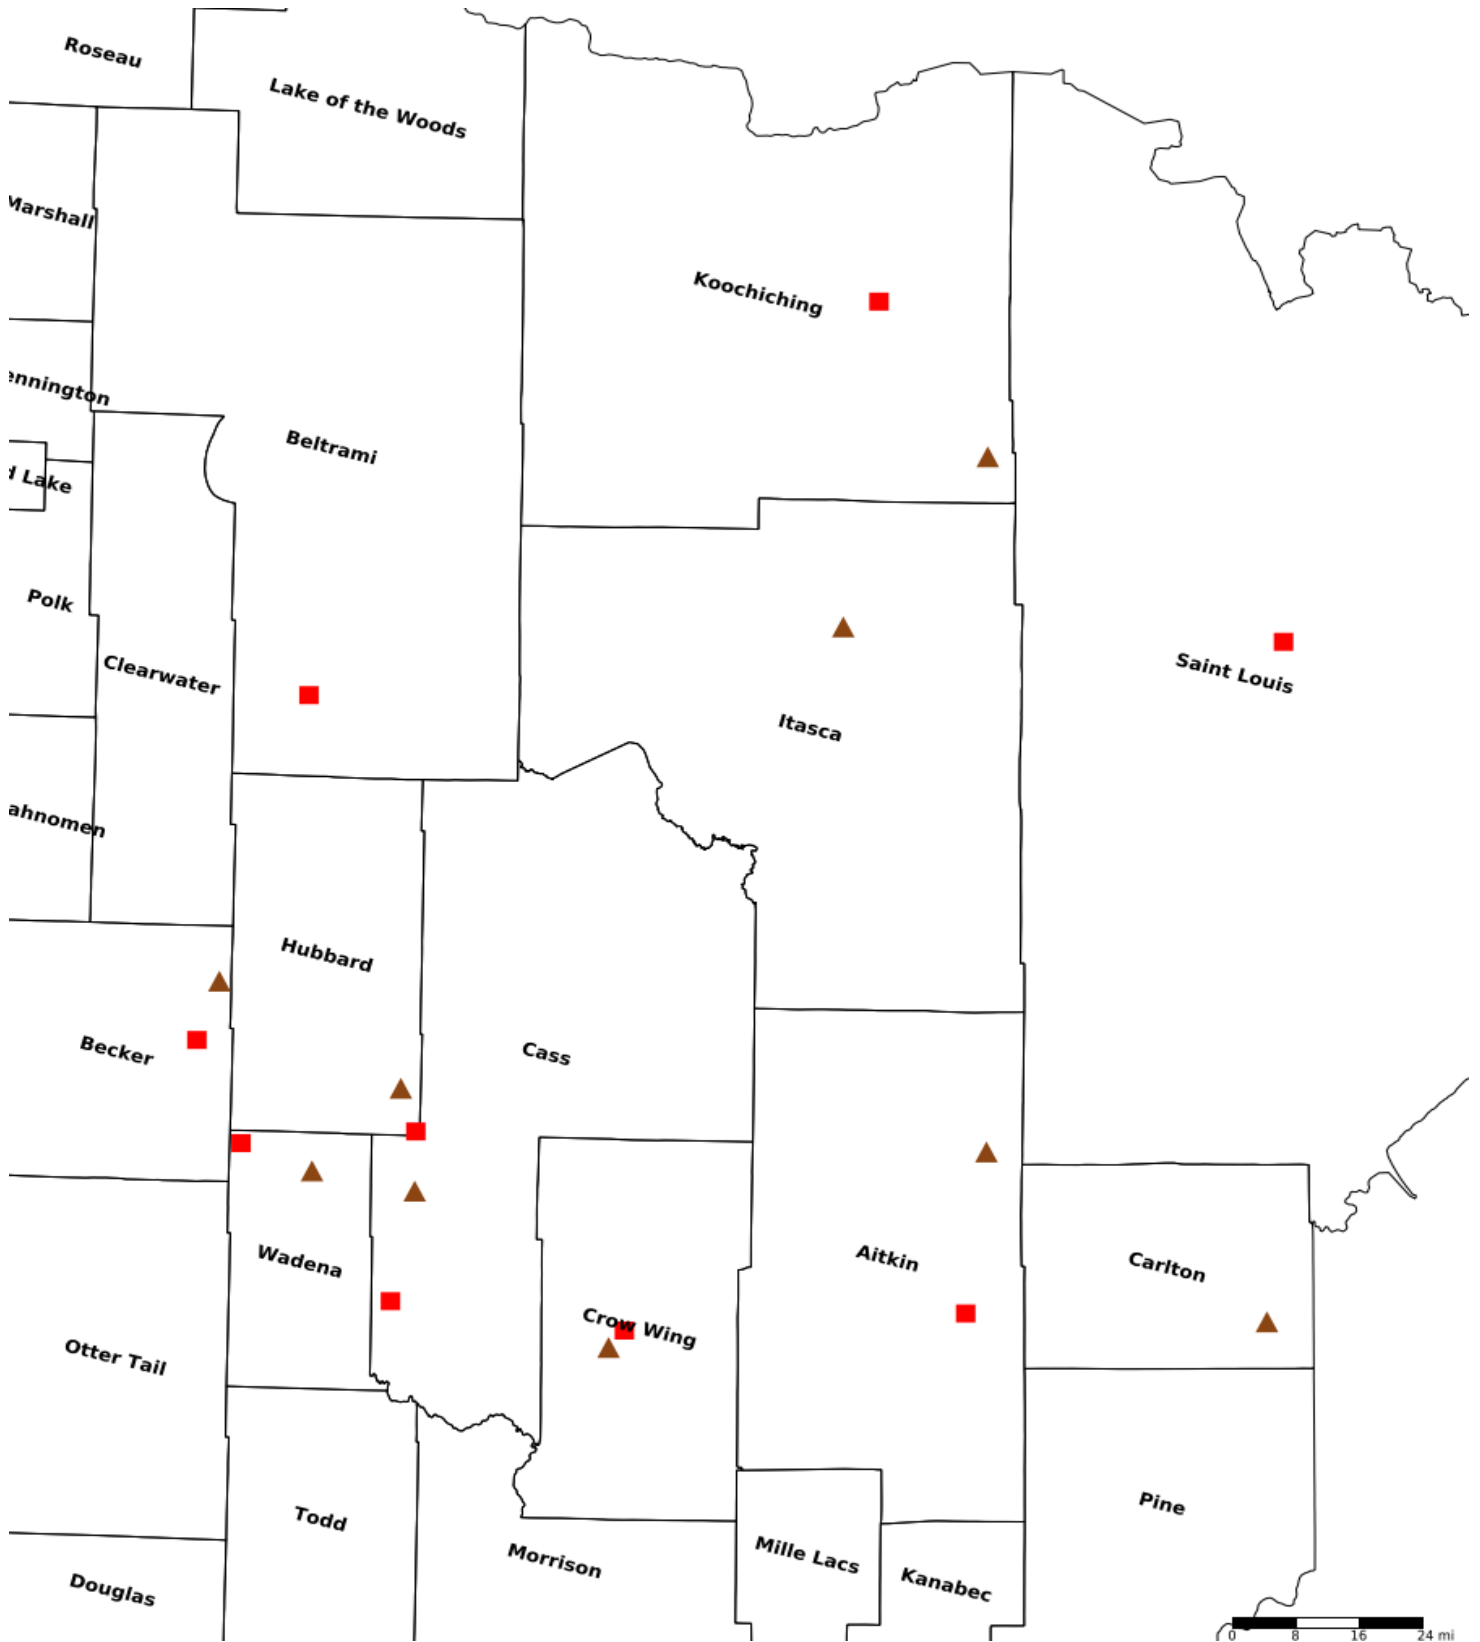 Roseau
Lake of the Woods
Marshall
Koochiching
ennington
Beltrami
d Lake
Polk
Clearwater
Saint Louis
Itasca
ahnomen
Hubbard
Becker
Cass
Wadena
Aitkin
Carlton
Crow Wing
Otter Tail
Pine
Todd
Mille Lacs
Morrison
Kanabec
Douglas
0 8 16 24 mi